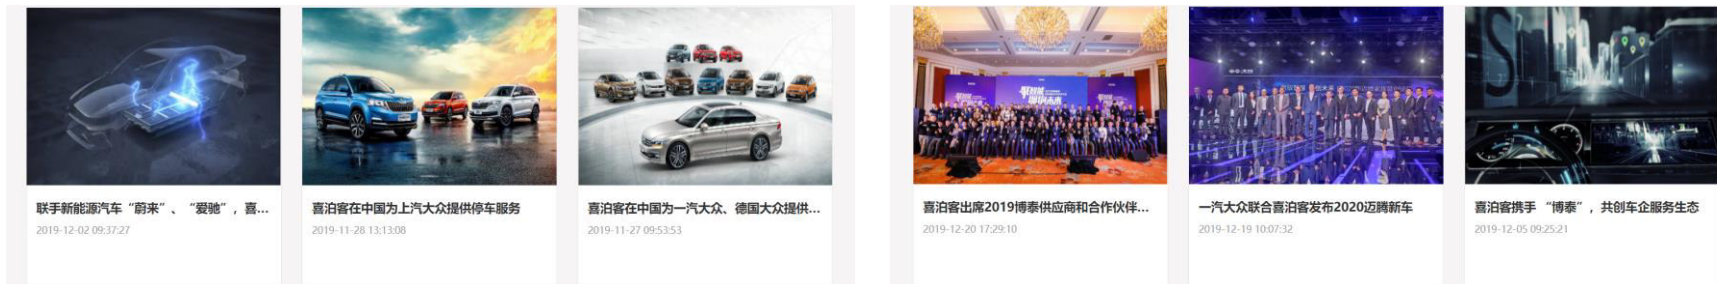 联手新能源汽车“蔚来”、“爱驰”，喜...
2019-12-02 09:37:27
喜泊客在中国为上汽大众提供停车服务
2019-11-28 13:13:08
喜泊客在中国为一汽大众、德国大众提供...
2019-11-27 09:53:53
喜泊客出席2019博泰供应商和合作伙伴...
2019-12-20 17:29:10
一汽大众联合喜泊客发布2020迈腾新车
2019-12-19 10:07:32
喜泊客携手 “博泰”，共创车企服务生态
2019-12-05 09:25:21